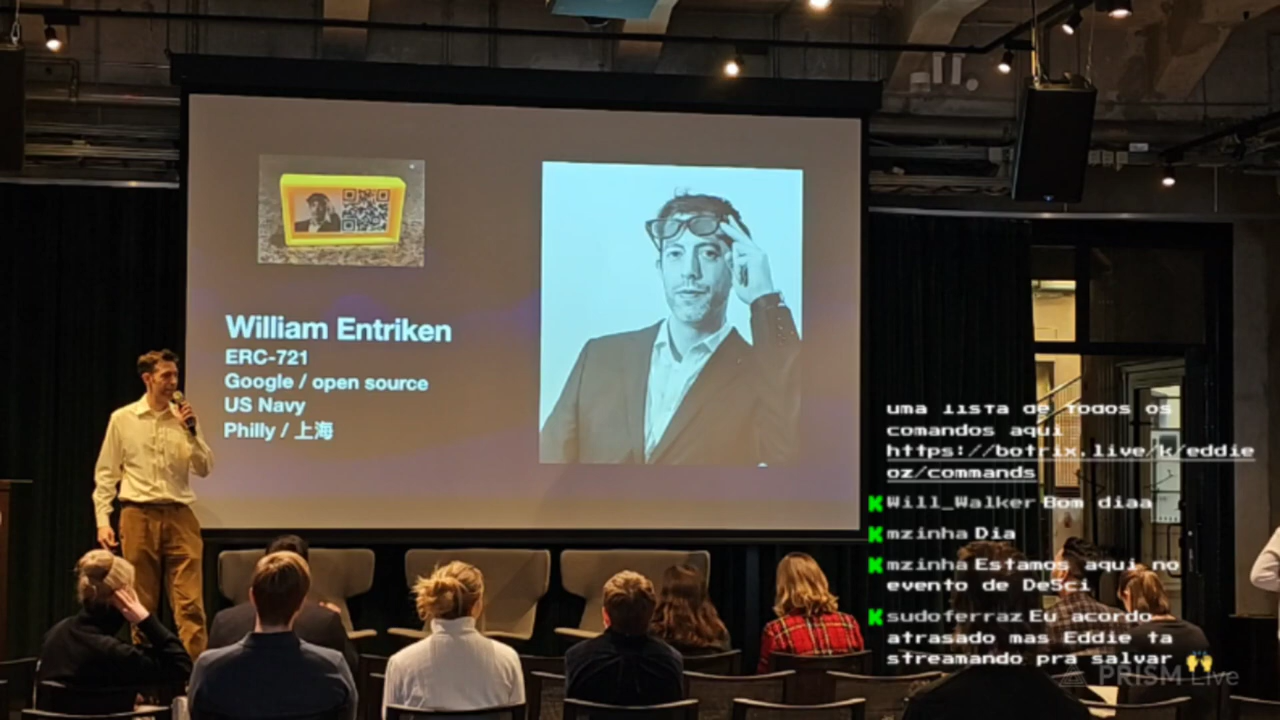 William Entriken
ERC-721
Google / open source
US Navy
Philly / 上海
uma lista de todos os
comandos aqui
https://botrix.live/k/eddie
oz/commands
Will_Walker Bom diaa
mzinha Dia
mzinha Estamos aqui no
evento de DeSci
sudoferraz Eu acordo
atrasado mas Eddie ta
streamando pra salvar 🙌
PRISM Live